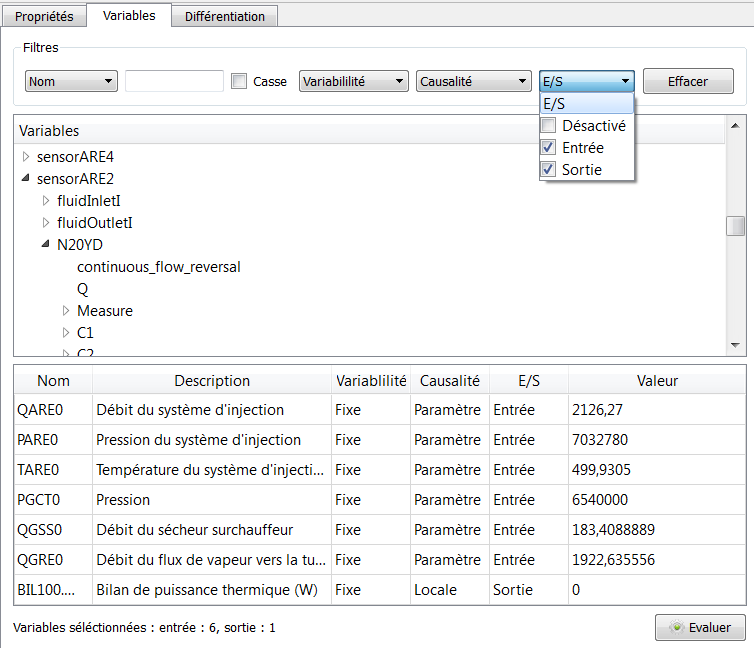 Propriétés Variables Différentiation
Filtres
Nom Casse Variabililité Causalité E/S Effacer
E/S
Désactivé
Entrée
Sortie
Variables
sensorARE4
sensorARE2
fluidInletI
fluidOutletI
N20YD
continuous_flow_reversal
Q
Measure
C1
C2
Nom Description Variablilité Causalité E/S Valeur
QARE0 Débit du système d'injection Fixe Paramètre Entrée 2126,27
PARE0 Pression du système d'injection Fixe Paramètre Entrée 7032780
TARE0 Température du système d'injecti... Fixe Paramètre Entrée 499,9305
PGCT0 Pression Fixe Paramètre Entrée 6540000
QGSS0 Débit du sécheur surchauffeur Fixe Paramètre Entrée 183,4088889
QGRE0 Débit du flux de vapeur vers la tu... Fixe Paramètre Entrée 1922,635556
BIL100.... Bilan de puissance thermique (W) Fixe Locale Sortie 0
Variables séléctionnées : entrée : 6, sortie : 1 Evaluer